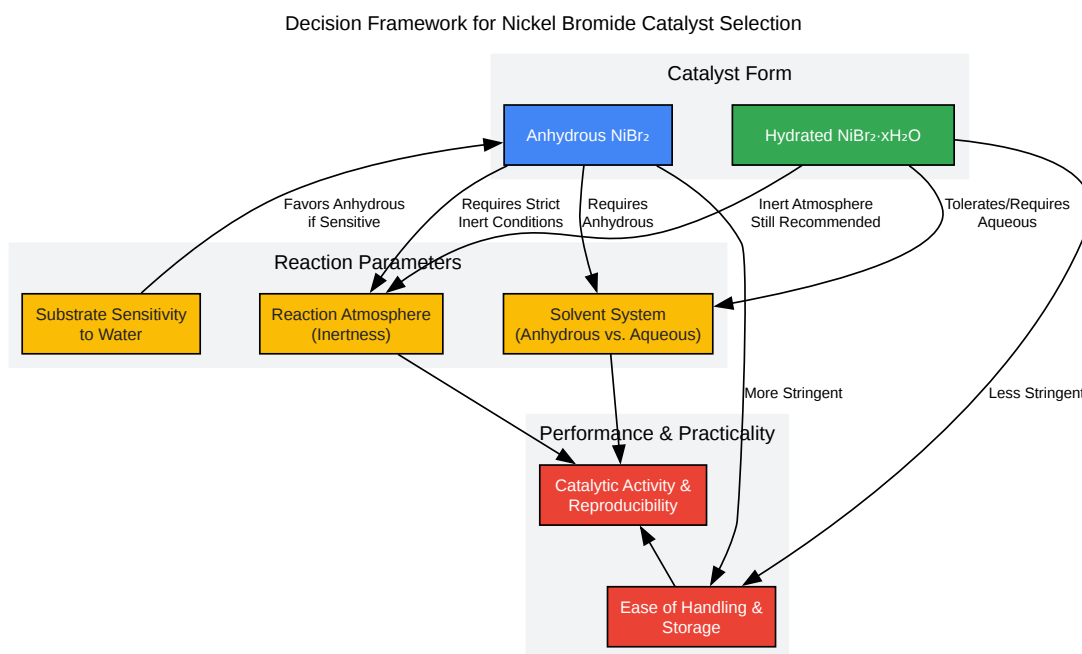 Decision Framework for Nickel Bromide Catalyst Selection
Catalyst Form
Anhydrous NiBr₂
Hydrated NiBr₂·xH₂O
Favors Anhydrous
if Sensitive
Requires Strict
Inert Conditions
Requires
Anhydrous
Inert Atmosphere
Still Recommended
Tolerates/Requires
Aqueous
Reaction Parameters
Substrate Sensitivity
to Water
Reaction Atmosphere
(Inertness)
Solvent System
(Anhydrous vs. Aqueous)
More Stringent
Less Stringent
Performance & Practicality
Catalytic Activity &
Reproducibility
Ease of Handling &
Storage